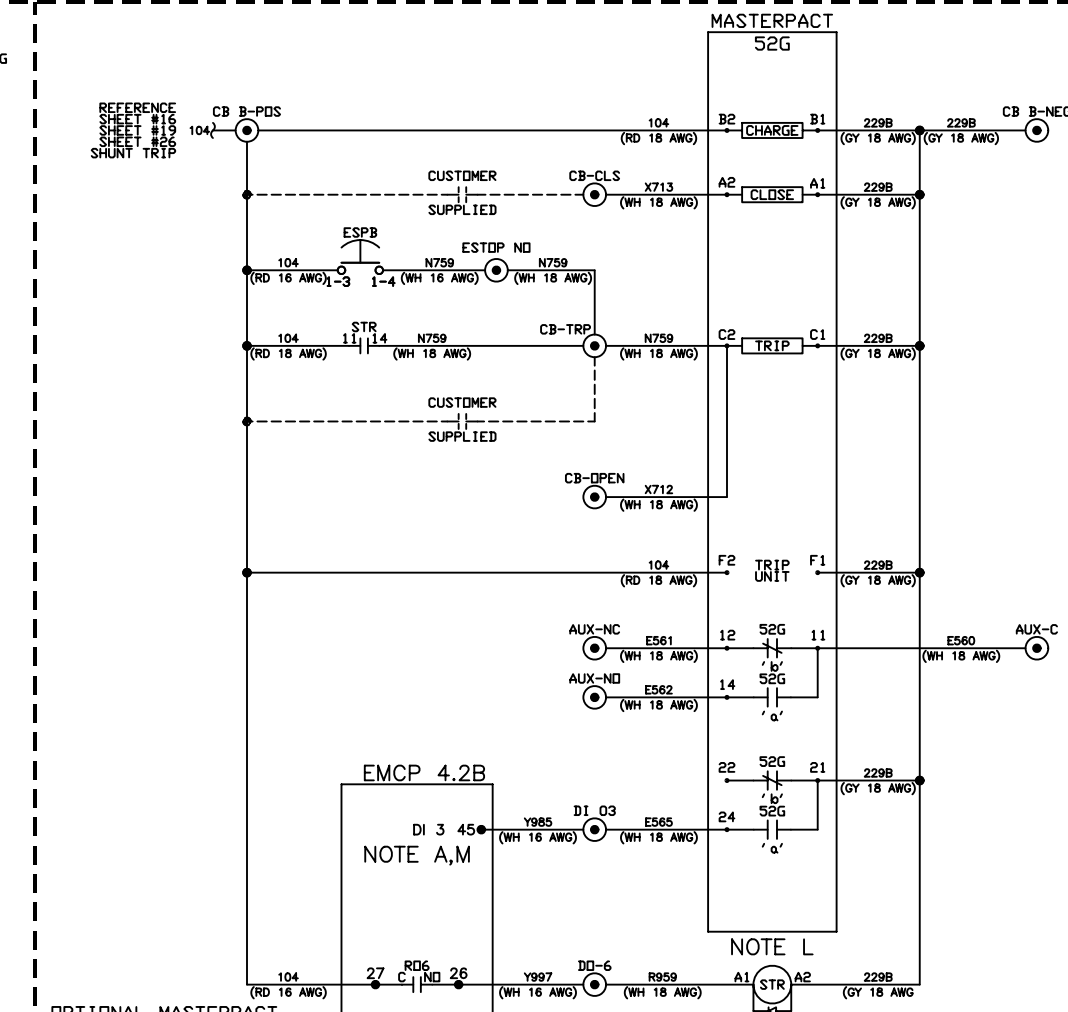 MASTERPACT
52G
G
REFERENCE
SHEET #16
SHEET #19
SHEET #26
SHUNT TRIP
104
CB B-POS
104
(RD 18 AWG)
B2
CHARGE
B1
229B
(GY 18 AWG)
229B
(GY 18 AWG)
CB B-NEG
CUSTOMER
SUPPLIED
CB-CLS
X713
(WH 18 AWG)
A2
CLOSE
A1
229B
(GY 18 AWG)
ESPB
104
(RD 16 AWG)
1-3
1-4
N759
(WH 16 AWG)
ESTOP NO
N759
(WH 18 AWG)
104
(RD 18 AWG)
STR
11
14
N759
(WH 18 AWG)
CB-TRP
N759
(WH 18 AWG)
C2
TRIP
C1
229B
(GY 18 AWG)
CUSTOMER
SUPPLIED
CB-OPEN
X712
(WH 18 AWG)
104
(RD 18 AWG)
F2
TRIP
UNIT
F1
229B
(GY 18 AWG)
AUX-NC
E561
(WH 18 AWG)
12
52G
'b'
11
E560
(WH 18 AWG)
AUX-C
AUX-NO
E562
(WH 18 AWG)
14
52G
'a'
22
52G
'b'
21
229B
(GY 18 AWG)
EMCP 4.2B
DI 3 45
NOTE A,M
Y985
(WH 16 AWG)
DI 03
E565
(WH 18 AWG)
24
52G
'a'
NOTE L
104
(RD 16 AWG)
27
RO6
C
NO
26
Y997
(WH 16 AWG)
DO-6
R959
(WH 18 AWG)
A1
STR
A2
229B
(GY 18 AWG
OPTIONAL MASTERPACT